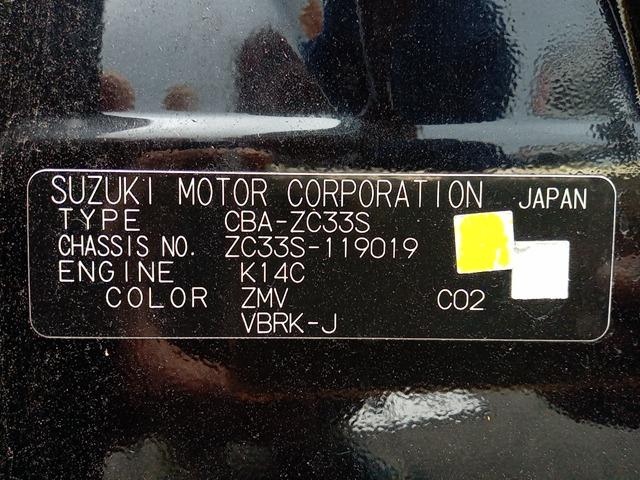 SUZUKI MOTOR CORPORATION JAPAN
TYPE CBA-ZC33S
CHASSIS NO. ZC33S-119019
ENGINE K14C
COLOR ZMV C02
VBRK-J